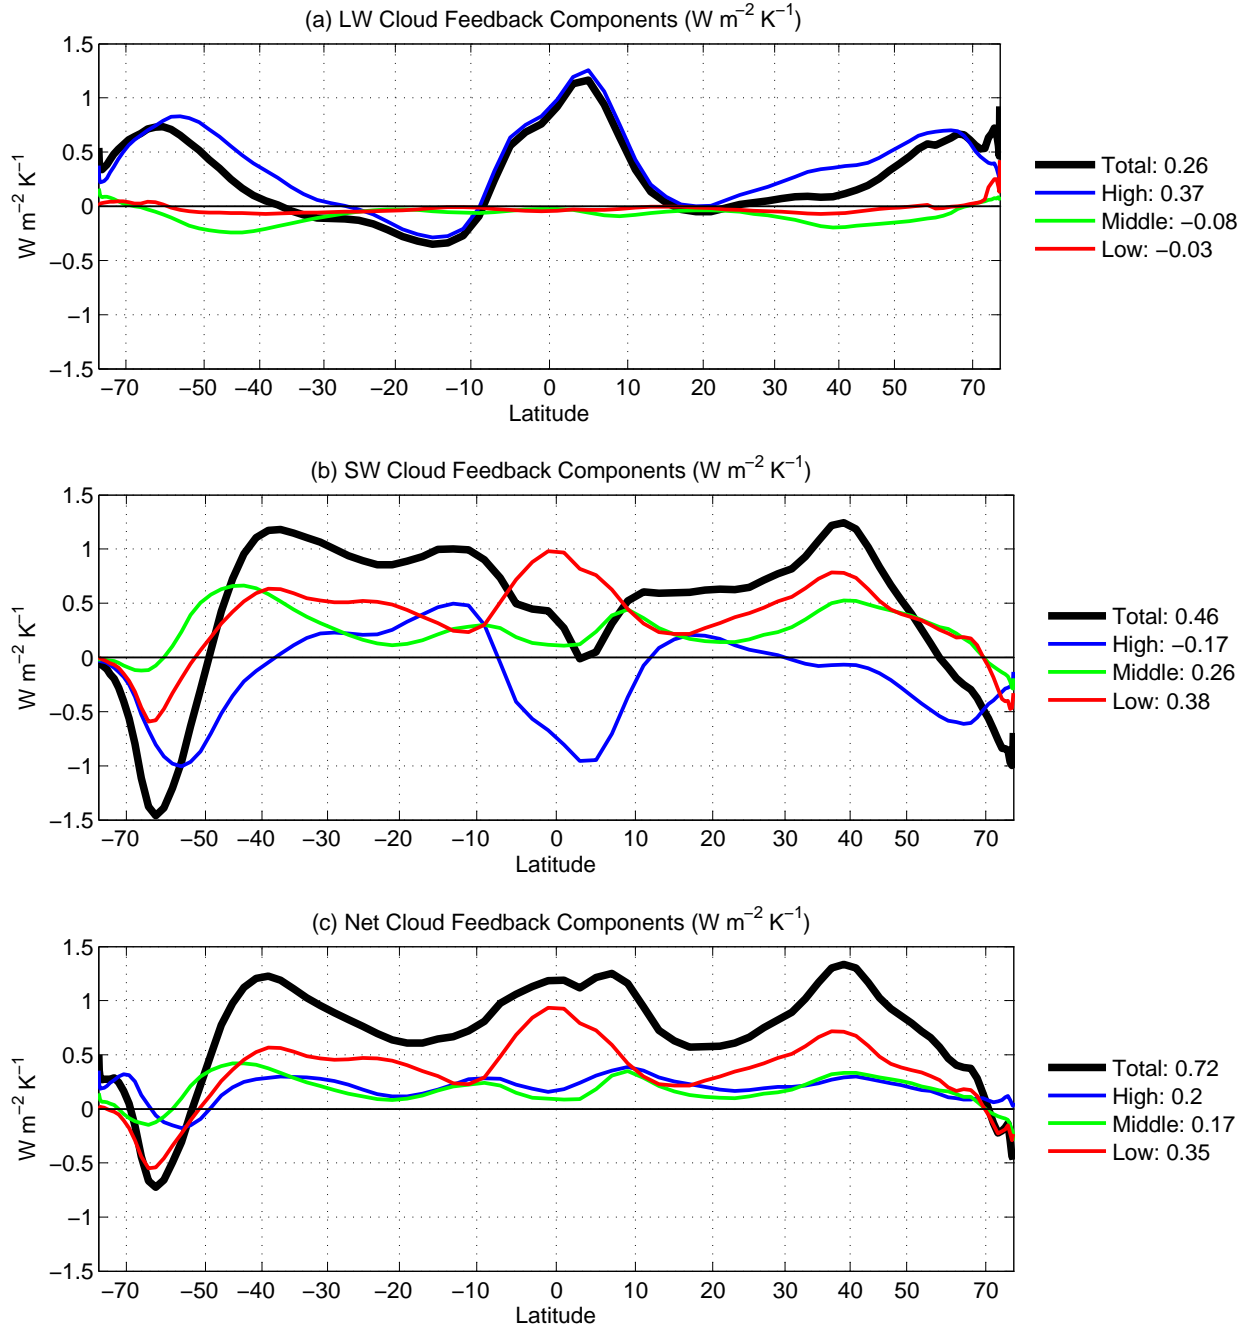 (a) LW Cloud Feedback Components (W m−2 K−1)
1.5
1
0.5
0
−0.5
−1
−1.5
W m−2 K−1
−70 −50 −40 −30 −20 −10 0 10 20 30 40 50 70
Latitude
Total: 0.26
High: 0.37
Middle: −0.08
Low: −0.03
(b) SW Cloud Feedback Components (W m−2 K−1)
1.5
1
0.5
0
−0.5
−1
−1.5
W m−2 K−1
−70 −50 −40 −30 −20 −10 0 10 20 30 40 50 70
Latitude
Total: 0.46
High: −0.17
Middle: 0.26
Low: 0.38
(c) Net Cloud Feedback Components (W m−2 K−1)
1.5
1
0.5
0
−0.5
−1
−1.5
W m−2 K−1
−70 −50 −40 −30 −20 −10 0 10 20 30 40 50 70
Latitude
Total: 0.72
High: 0.2
Middle: 0.17
Low: 0.35